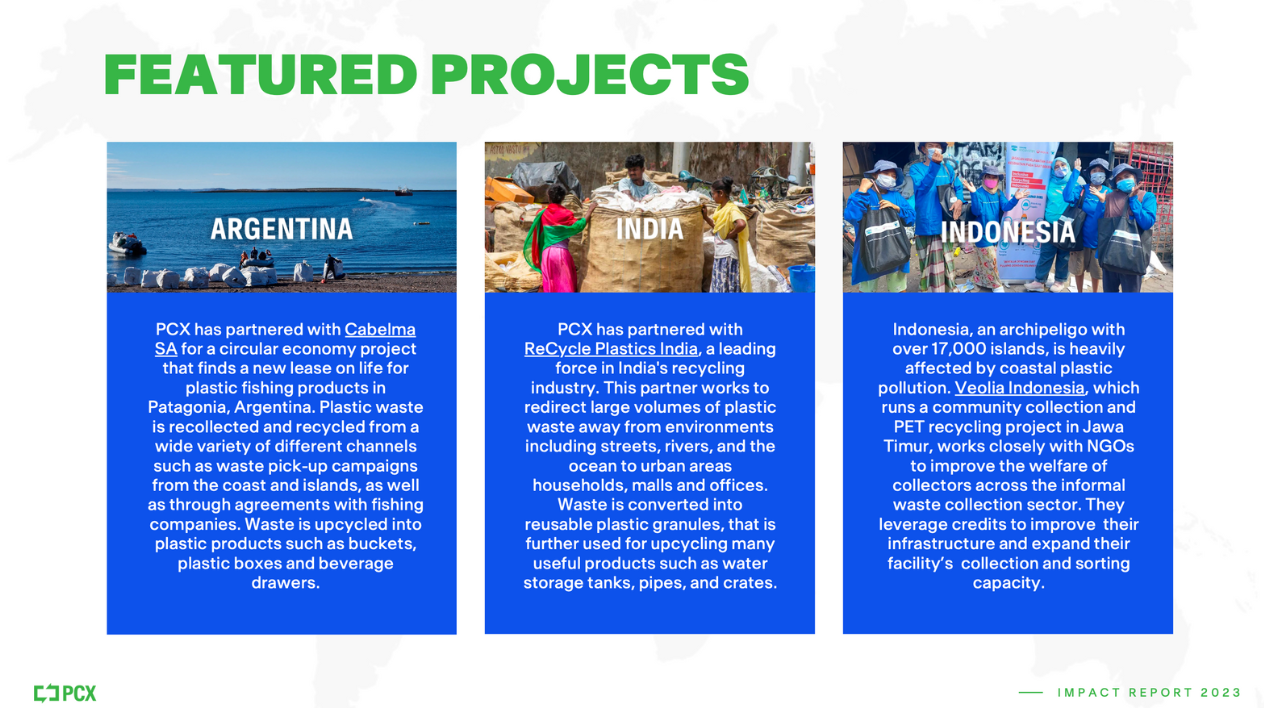 FEATURED PROJECTS
ARGENTINA
PCX has partnered with Cabelma
SA for a circular economy project
that finds a new lease on life for
plastic fishing products in
Patagonia, Argentina. Plastic waste
is recollected and recycled from a
wide variety of different channels
such as waste pick-up campaigns
from the coast and islands, as well
as through agreements with fishing
companies. Waste is upcycled into
plastic products such as buckets,
plastic boxes and beverage
drawers.
INDIA
PCX has partnered with
ReCycle Plastics India, a leading
force in India's recycling
industry. This partner works to
redirect large volumes of plastic
waste away from environments
including streets, rivers, and the
ocean to urban areas
households, malls and offices.
Waste is converted into
reusable plastic granules, that is
further used for upcycling many
useful products such as water
storage tanks, pipes, and crates.
INDONESIA
Indonesia, an archipeligo with
over 17,000 islands, is heavily
affected by coastal plastic
pollution. Veolia Indonesia, which
runs a community collection and
PET recycling project in Jawa
Timur, works closely with NGOs
to improve the welfare of
collectors across the informal
waste collection sector. They
leverage credits to improve  their
infrastructure and expand their
facility’s  collection and sorting
capacity.
PCX
IMPACT REPORT 2023